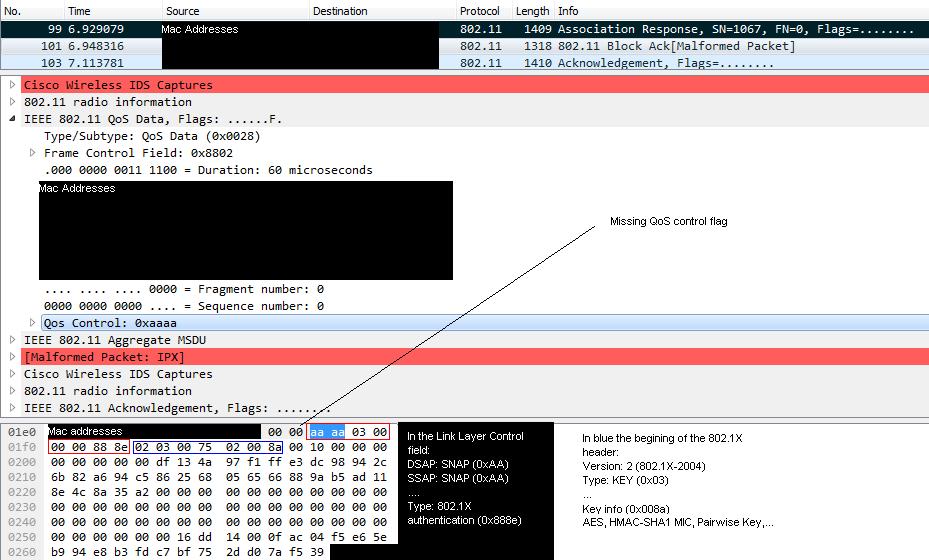 No. Time Source Destination Protocol Length Info
99 6.929079 Mac Addresses 802.11 1409 Association Response, SN=1067, FN=0, Flags=........
101 6.948316 802.11 1318 802.11 Block Ack[Malformed Packet]
103 7.113781 802.11 1410 Acknowledgement, Flags=........
Cisco Wireless IDS Captures
802.11 radio information
IEEE 802.11 QoS Data, Flags: ......F.
Type/Subtype: QoS Data (0x0028)
Frame Control Field: 0x8802
.000 0000 0011 1100 = Duration: 60 microseconds
Mac Addresses
Missing QoS control flag
.... .... .... 0000 = Fragment number: 0
0000 0000 0000 .... = Sequence number: 0
Qos Control: 0xaaaa
IEEE 802.11 Aggregate MSDU
[Malformed Packet: IPX]
Cisco Wireless IDS Captures
802.11 radio information
IEEE 802.11 Acknowledgement, Flags: ........
01e0 Mac addresses 00 00 aa aa 03 00
01f0 00 00 88 8e 02 03 00 75 02 00 8a 00 10 00 00 00
0200 00 00 00 00 00 df 13 4a 97 f1 ff e3 dc 98 94 2c
0210 6b 82 a6 94 c5 86 25 68 05 65 66 88 9a b5 ad 11
0220 8e 4c 8a 35 a2 00 00 00 00 00 00 00 00 00 00 00
0230 00 00 00 00 00 00 00 00 00 00 00 00 00 00 00 00
0240 00 00 00 00 00 00 00 00 00 00 00 00 00 00 00 00
0250 00 00 00 00 00 16 dd 14 00 0f ac 04 f5 e6 5e
0260 b9 94 e8 b3 fd c7 bf 75 2d d0 7a f5 39
In the Link Layer Control
field:
DSAP: SNAP (0xAA)
SSAP: SNAP (0xAA)
....
Type: 802.1X
authentication (0x888e)
In blue the begining of the 802.1X
header:
Version: 2 (802.1X-2004)
Type: KEY (0x03)
...
Key info (0x008a)
AES, HMAC-SHA1 MIC, Pairwise Key,...